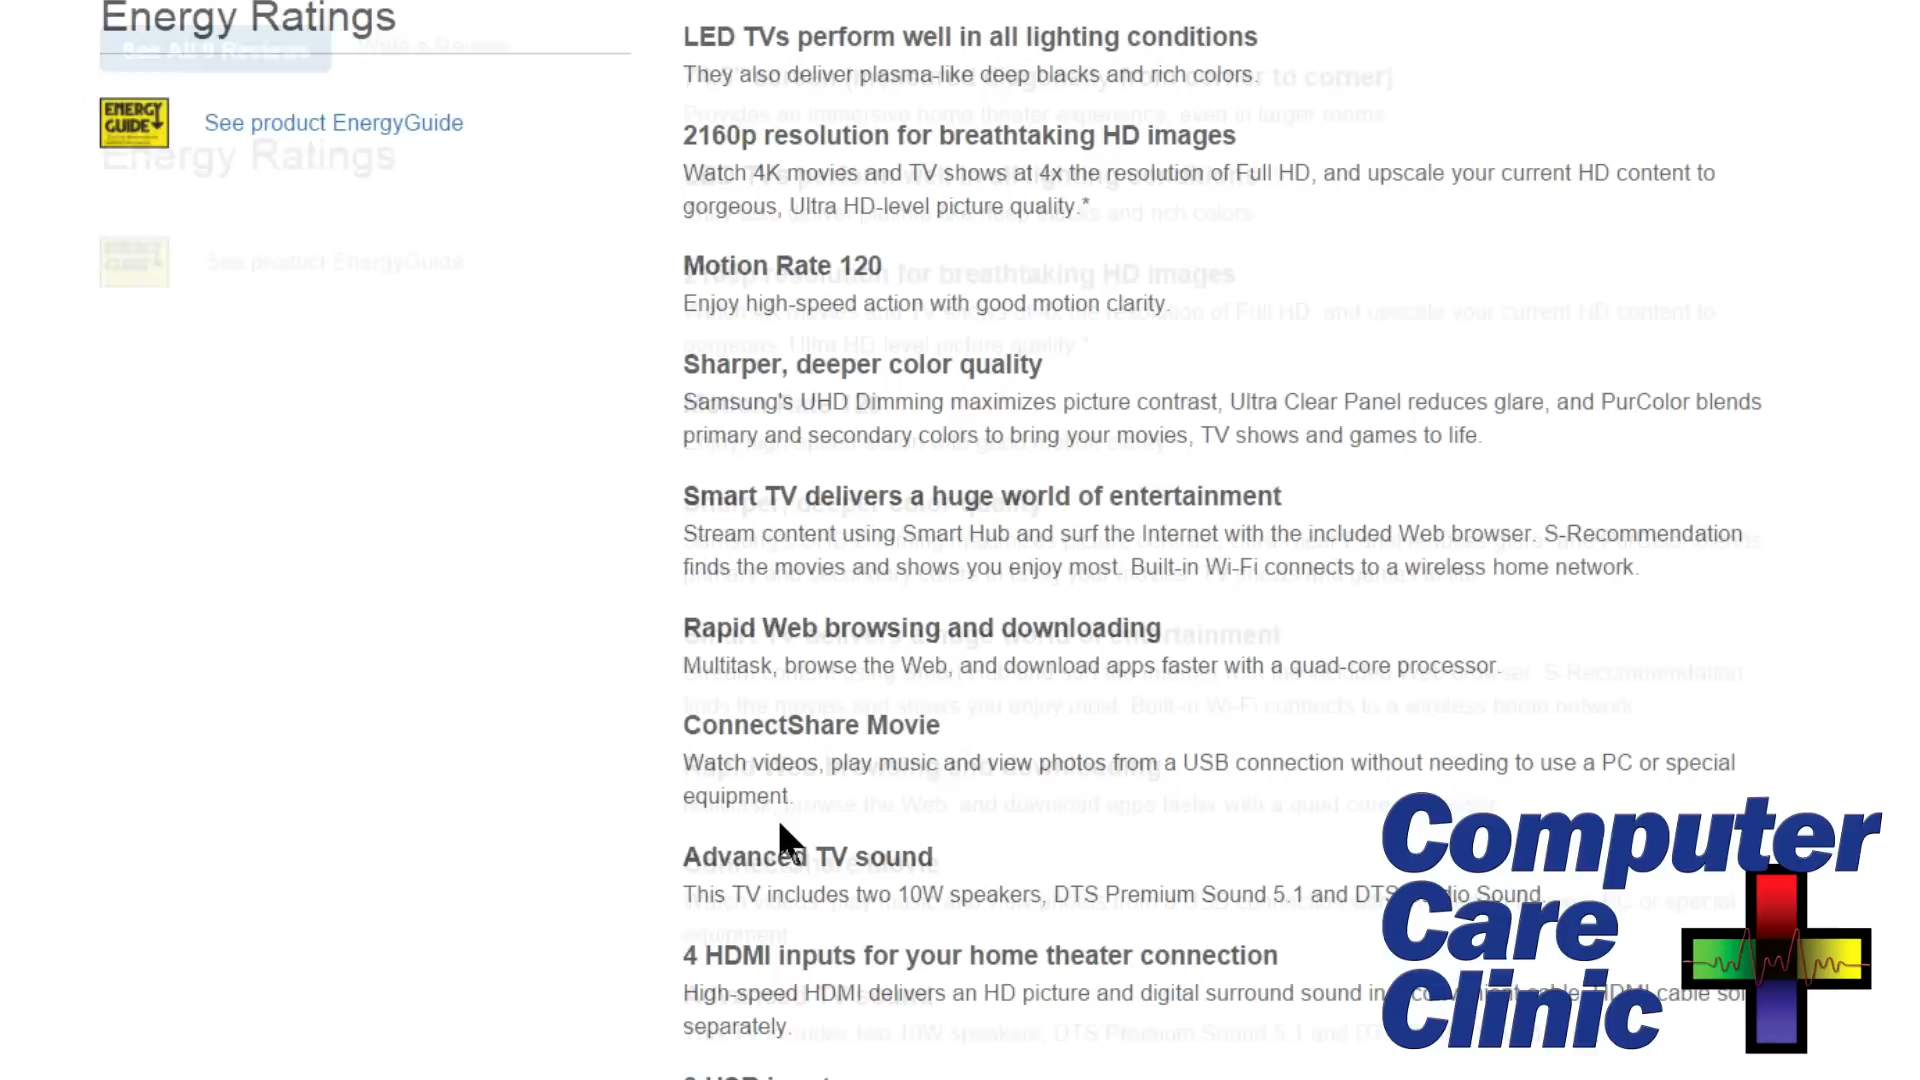 Energy Ratings
See All 9 Reviews
Write a Review
ENERGY
GUIDE
See product EnergyGuide
LED TVs perform well in all lighting conditions
They also deliver plasma-like deep blacks and rich colors.
2160p resolution for breathtaking HD images
Watch 4K movies and TV shows at 4x the resolution of Full HD, and upscale your current HD content to
gorgeous, Ultra HD-level picture quality.*
Motion Rate 120
Enjoy high-speed action with good motion clarity.
Sharper, deeper color quality
Samsung's UHD Dimming maximizes picture contrast, Ultra Clear Panel reduces glare, and PurColor blends
primary and secondary colors to bring your movies, TV shows and games to life.
Smart TV delivers a huge world of entertainment
Stream content using Smart Hub and surf the Internet with the included Web browser. S-Recommendation
finds the movies and shows you enjoy most. Built-in Wi-Fi connects to a wireless home network.
Rapid Web browsing and downloading
Multitask, browse the Web, and download apps faster with a quad-core processor.
ConnectShare Movie
Watch videos, play music and view photos from a USB connection without needing to use a PC or special
equipment.
Advanced TV sound
This TV includes two 10W speakers, DTS Premium Sound 5.1 and DTS Sound.
4 HDMI inputs for your home theater connection
High-speed HDMI delivers an HD picture and digital surround sound in cable. HDMI cable
separately.
Computer
Care
Clinic